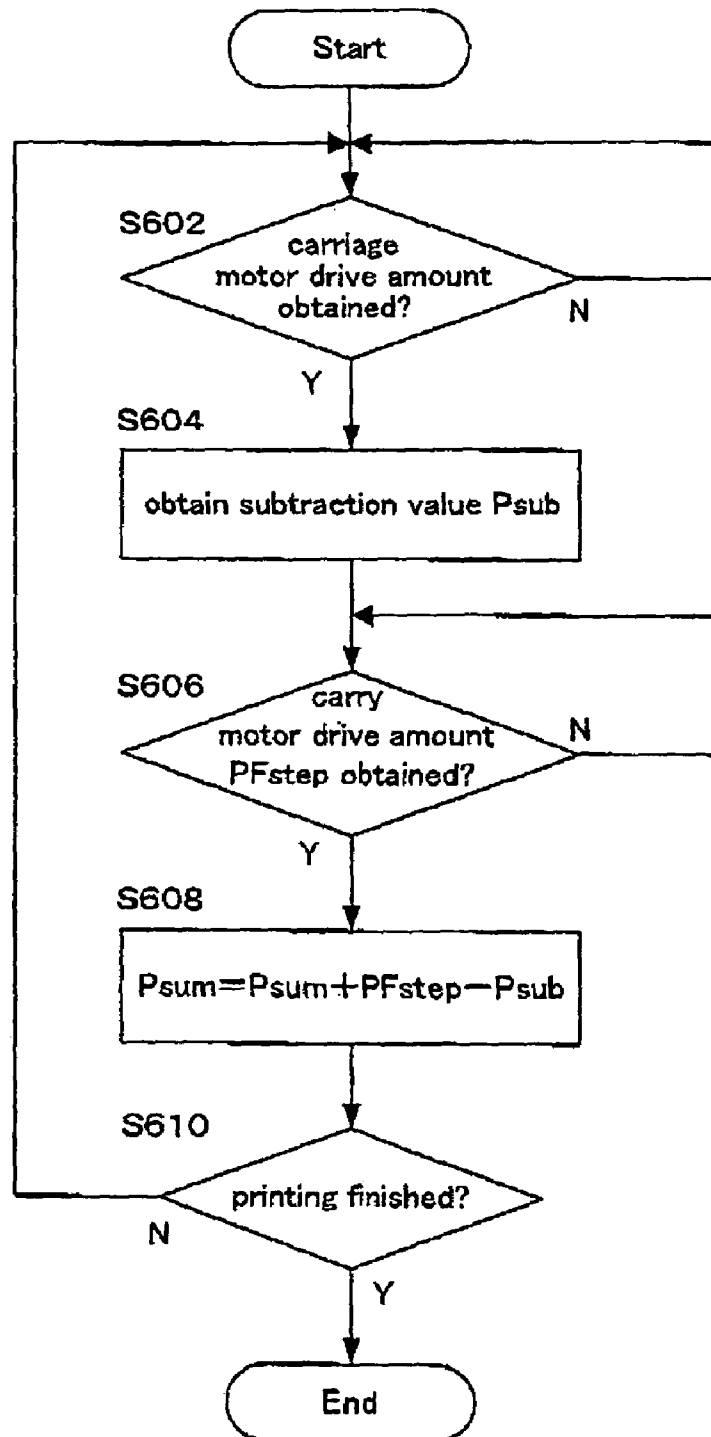 Start
S602
carriage
motor drive amount
obtained?
N
Y
S604
obtain subtraction value Psub
S606
carry
motor drive amount
PFstep obtained?
N
Y
S608
Psum=Psum+PFstep-Psub
S610
printing finished?
N
Y
End